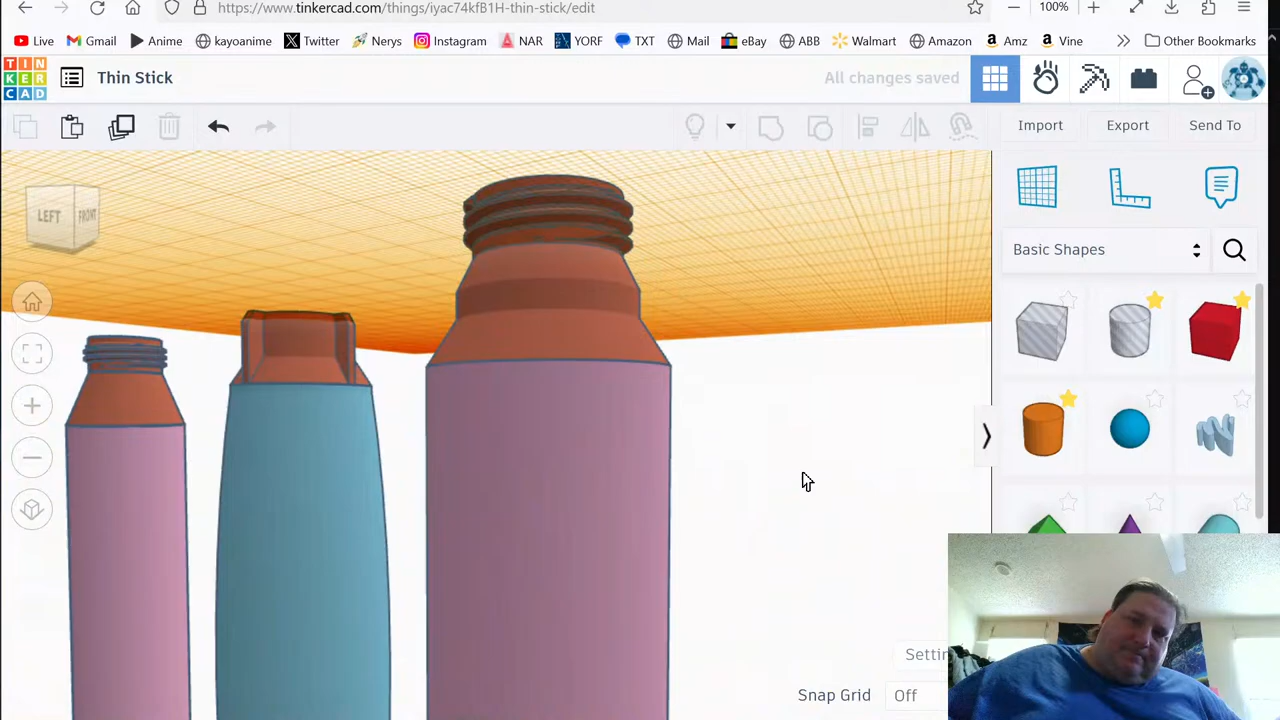 https://www.tinkercad.com/things/iyac74kfB1H-thin-stick/edit
100%
Live Gmail Anime kayoanime Twitter Nerys Instagram NAR YORF TXT Mail eBay ABB Walmart Amazon Amz Vine Other Bookmarks
TIN
KER
CAD
Thin Stick
All changes saved
Import Export Send To
LEFT FRONT
Basic Shapes
Snap Grid Off